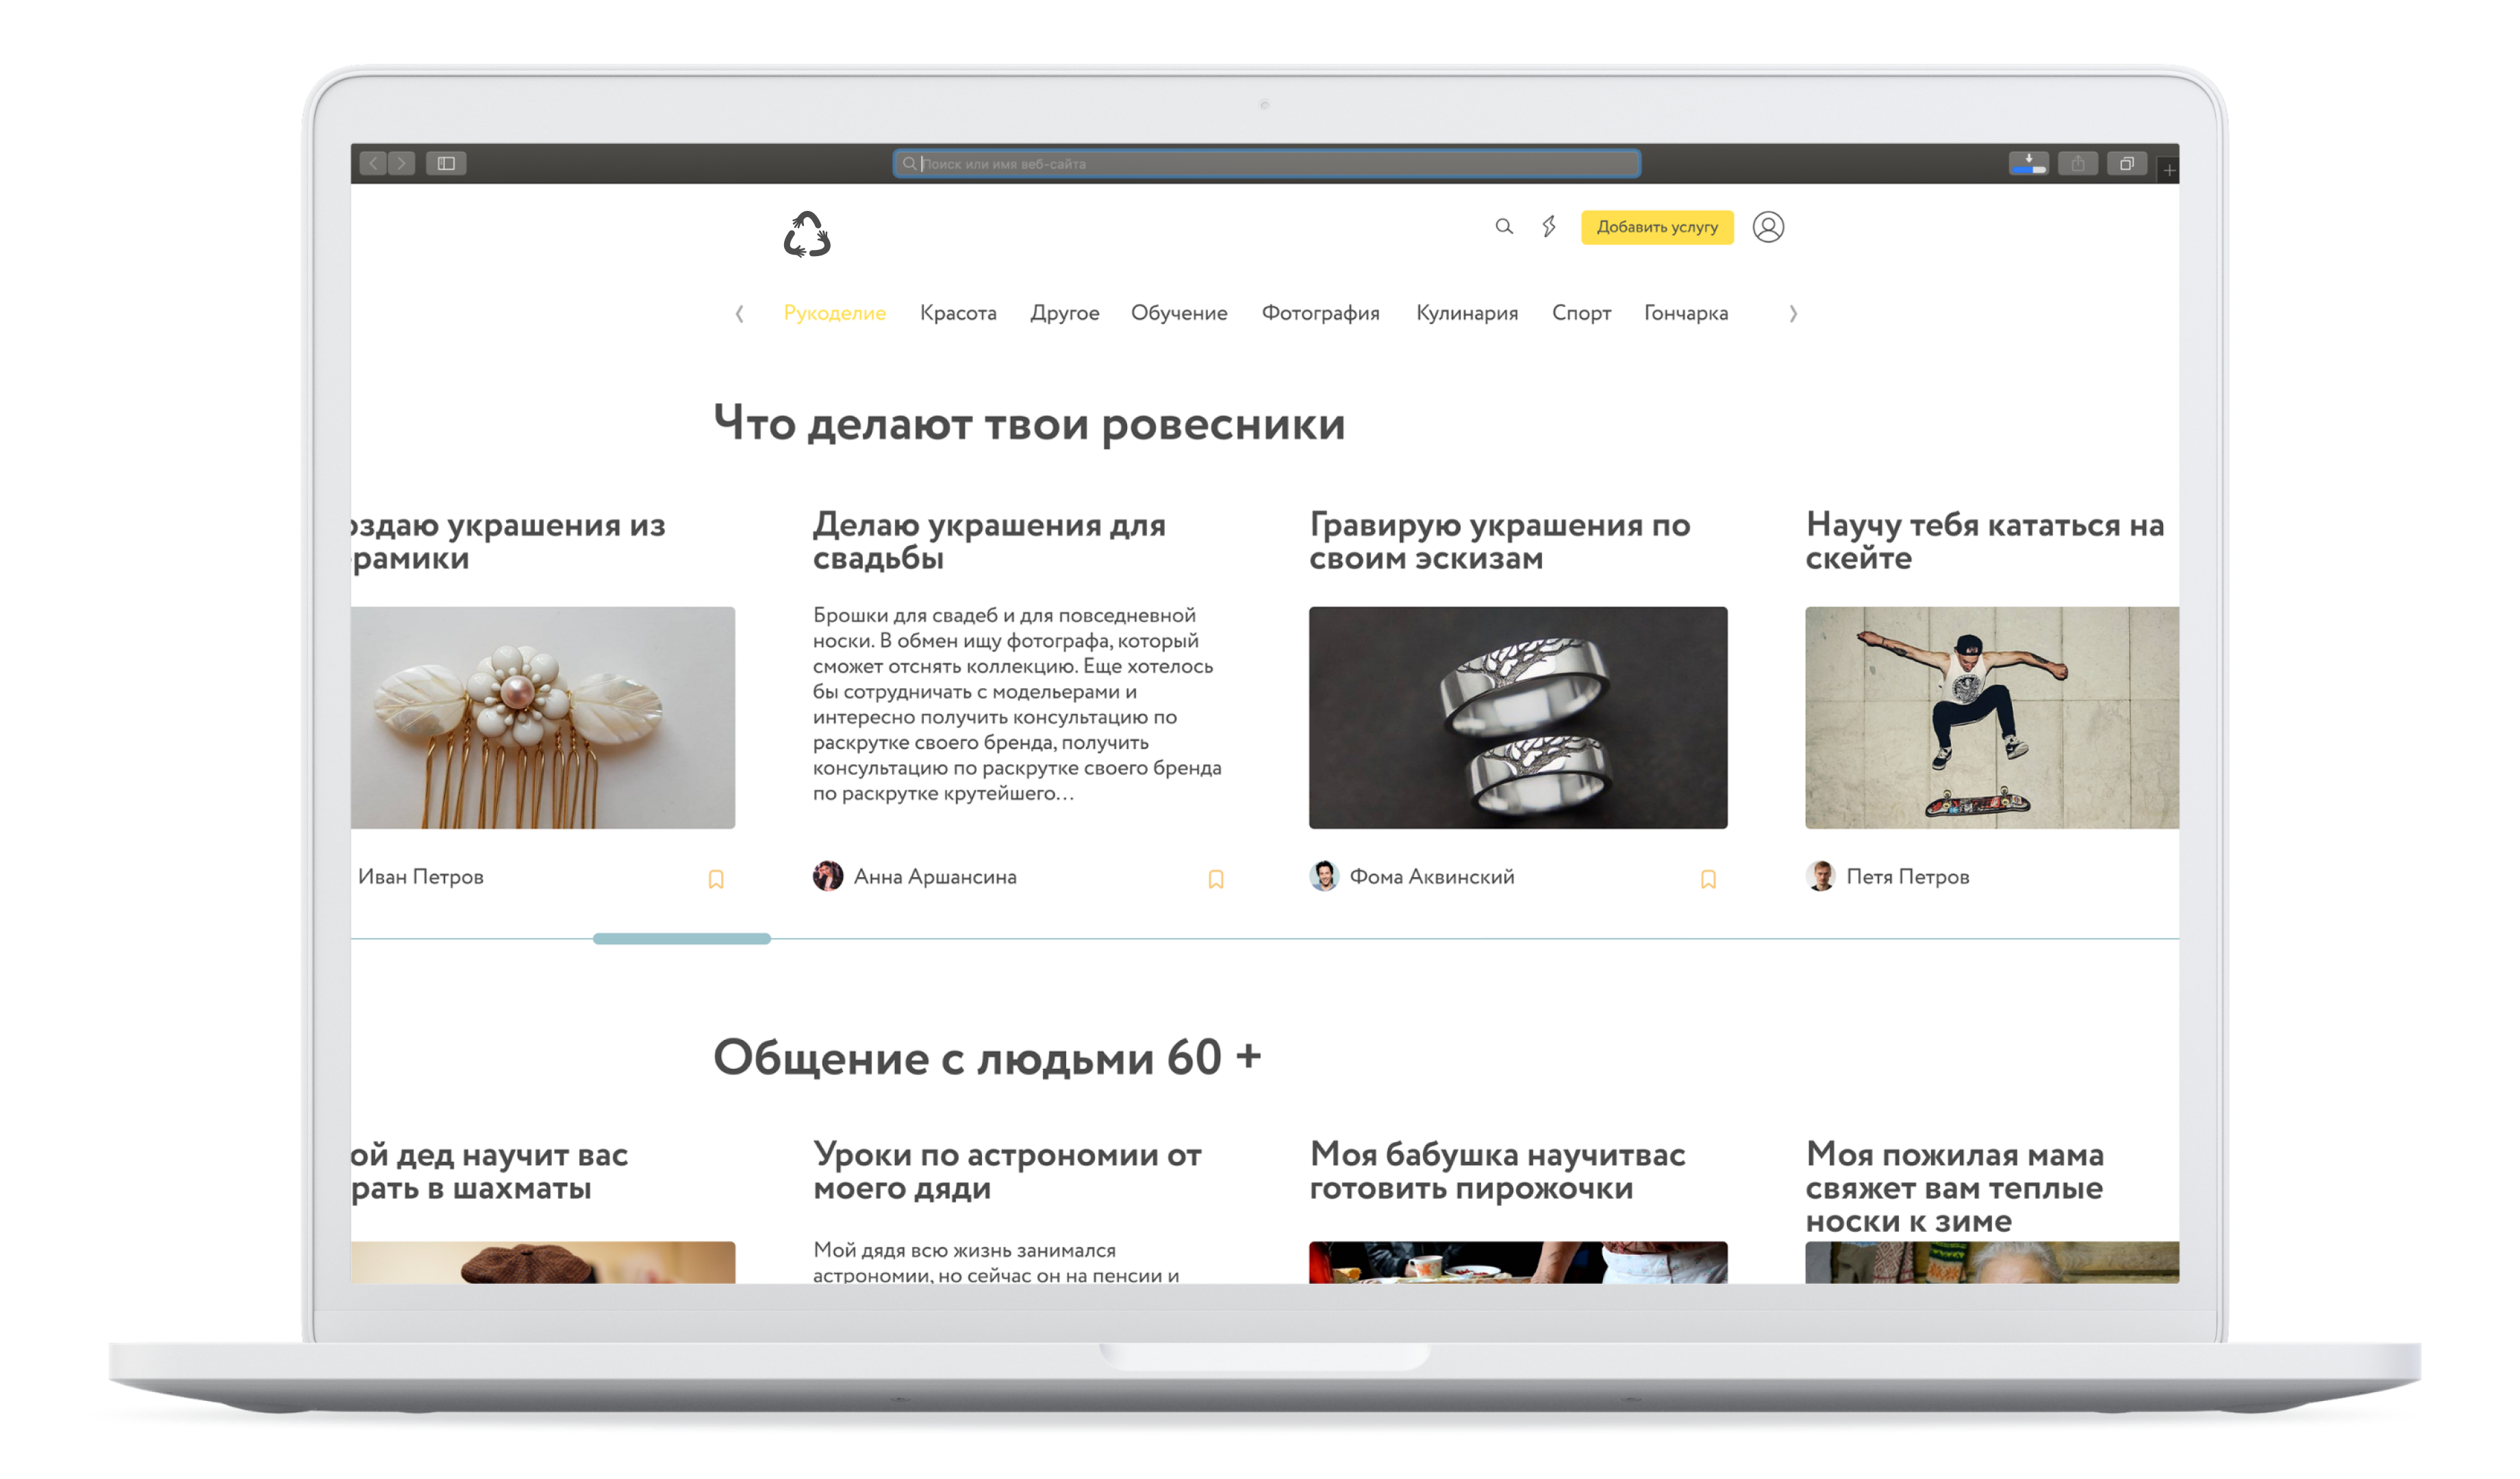 Поиск или имя веб-сайта
Добавить услугу
Рукоделие Красота Другое Обучение Фотография Кулинария Спорт Гончарка
Что делают твои ровесники
оздаю украшения из
рамики
Делаю украшения для
свадьбы
Брошки для свадеб и для повседневной
носки. В обмен ищу фотографа, который
сможет отснять коллекцию. Еще хотелось
бы сотрудничать с модельерами и
интересно получить консультацию по
раскрутке своего бренда, получить
консультацию по раскрутке своего бренда
по раскрутке крутейшего...
Гравирую украшения по
своим эскизам
Научу тебя кататься на
скейте
Иван Петров
Анна Аршансина
Фома Аквинский
Петя Петров
Общение с людьми 60 +
ой дед научит вас
рать в шахматы
Уроки по астрономии от
моего дяди
Мой дядя всю жизнь занимался
астрономии, но сейчас он на пенсии и
Моя бабушка научитвас
готовить пирожочки
Моя пожилая мама
свяжет вам теплые
носки к зиме